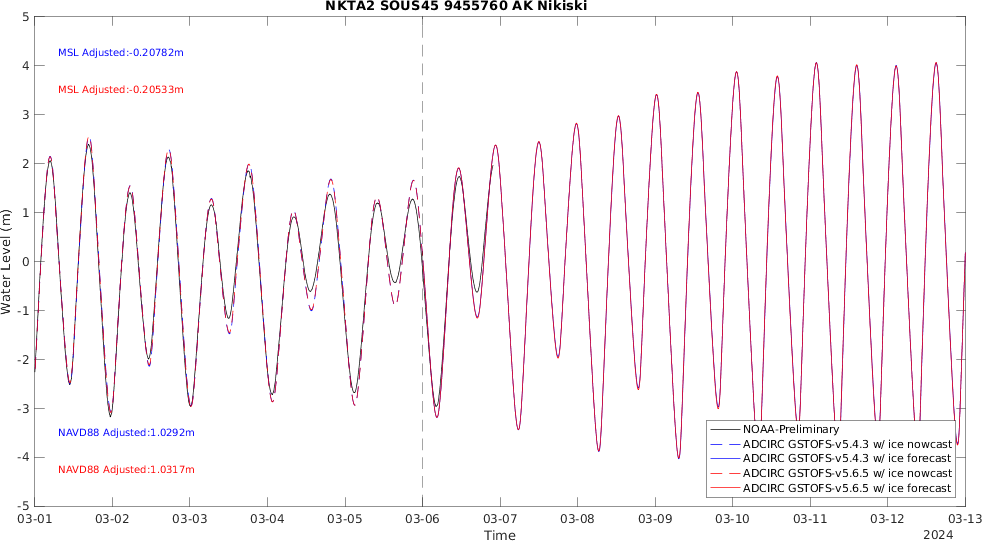 NKTA2 SOUS45 9455760 AK Nikiski
MSL Adjusted:-0.20782m
MSL Adjusted:-0.20533m
NAVD88 Adjusted:1.0292m
NAVD88 Adjusted:1.0317m
Water Level (m)
5
4
3
2
1
0
-1
-2
-3
-4
-5
NOAA-Preliminary
ADCIRC GSTOFS-v5.4.3 w/ ice nowcast
ADCIRC GSTOFS-v5.4.3 w/ ice forecast
ADCIRC GSTOFS-v5.6.5 w/ ice nowcast
ADCIRC GSTOFS-v5.6.5 w/ ice forecast
03-01 03-02 03-03 03-04 03-05 03-06 03-07 03-08 03-09 03-10 03-11 03-12 03-13
Time
2024